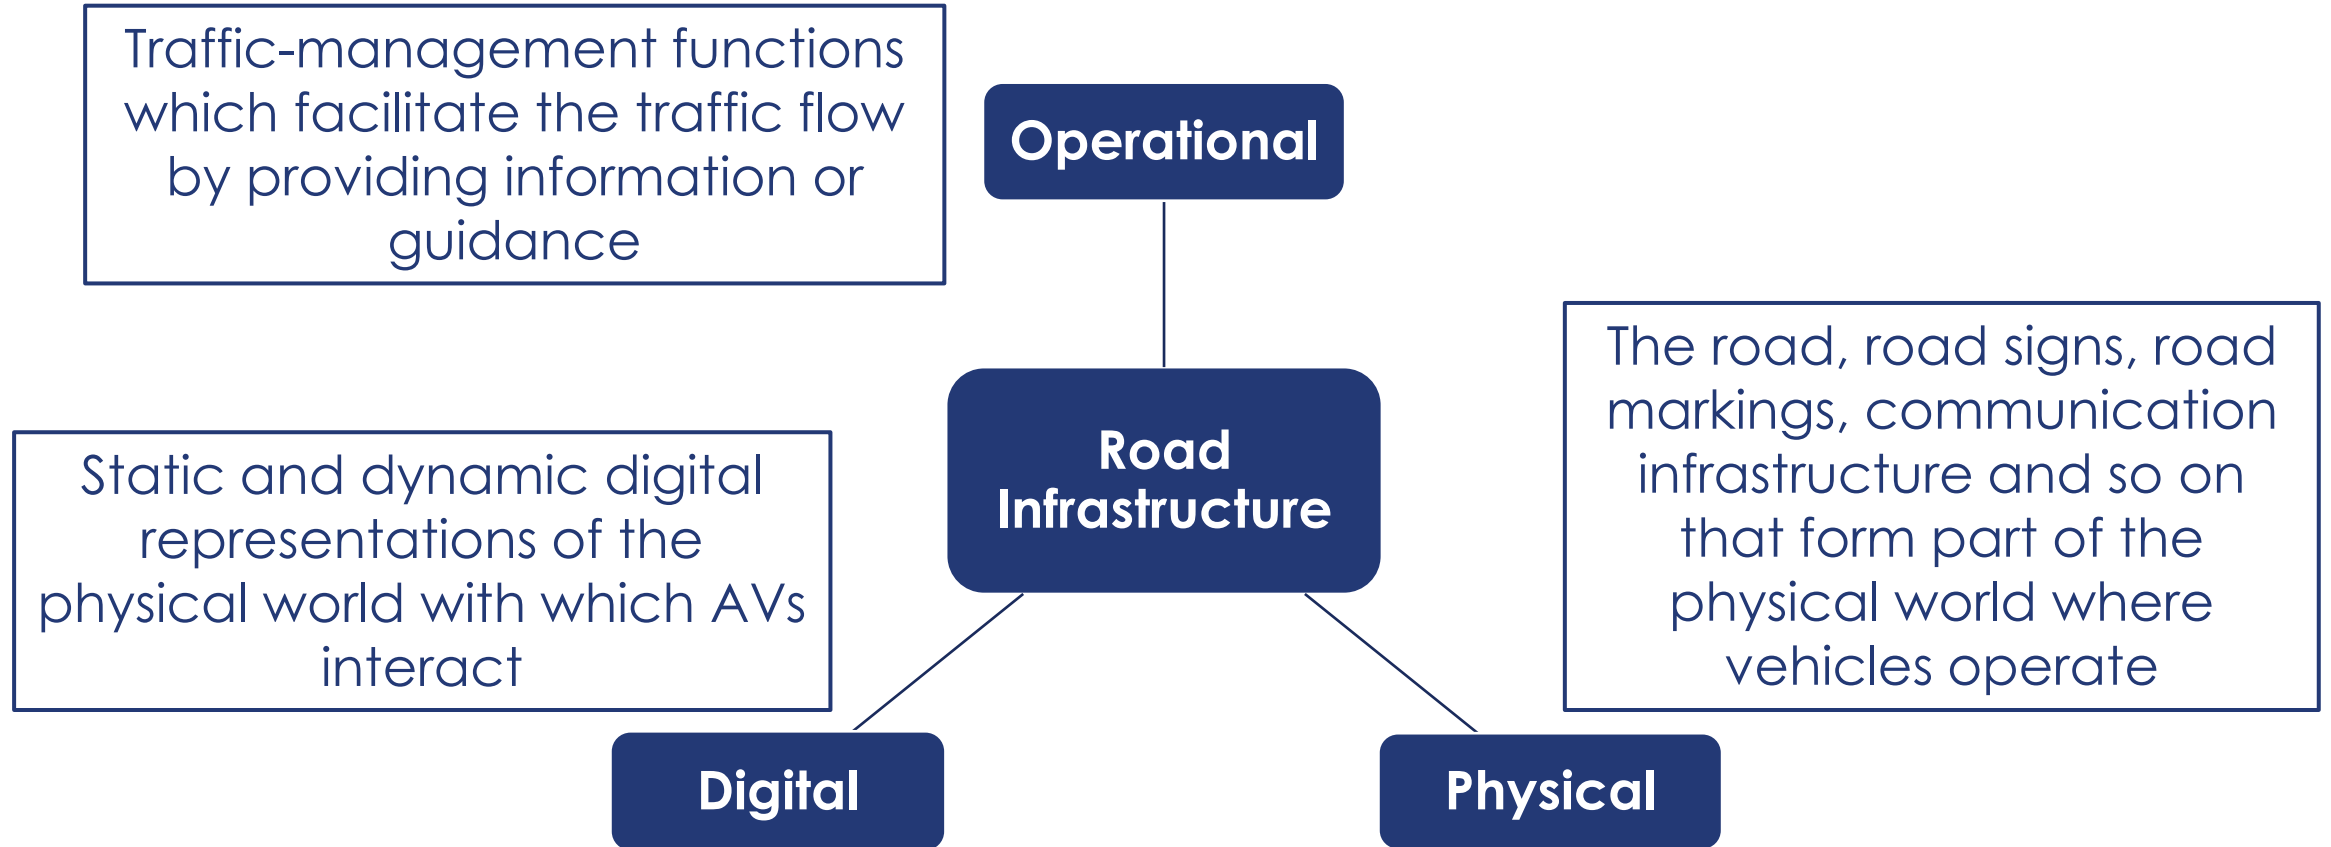 Traffic-management functions
which facilitate the traffic flow
by providing information or
guidance
Operational
Road
Infrastructure
The road, road signs, road
markings, communication
infrastructure and so on
that form part of the
physical world where
vehicles operate
Static and dynamic digital
representations of the
physical world with which AVs
interact
Digital
Physical